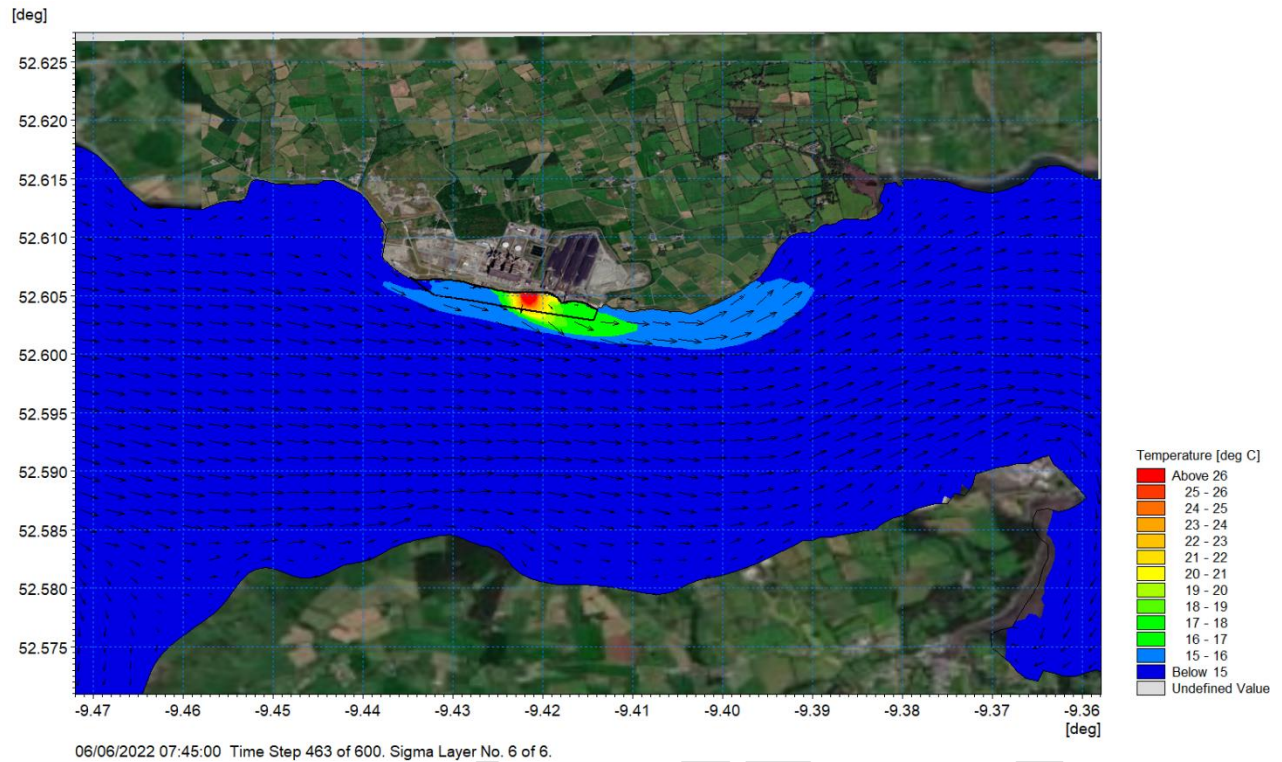 [deg]
52.625
52.620
52.615
52.610
52.605
52.600
52.595
52.590
52.585
52.580
52.575
-9.47 -9.46 -9.45 -9.44 -9.43 -9.42 -9.41 -9.40 -9.39 -9.38 -9.37 -9.36
[deg]
Temperature [deg C]
Above 26
25 - 26
24 - 25
23 - 24
22 - 23
21 - 22
20 - 21
19 - 20
18 - 19
17 - 18
16 - 17
15 - 16
Below 15
Undefined Value
06/06/2022 07:45:00 Time Step 463 of 600. Sigma Layer No. 6 of 6.